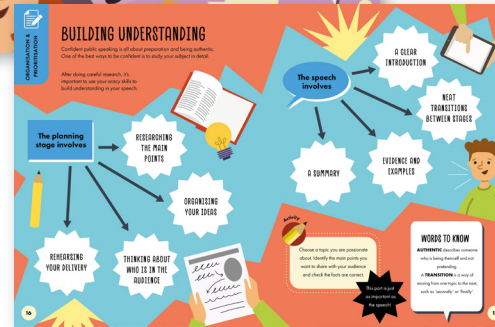 ORGANISATION &
PRIORITISATION
BUILDING UNDERSTANDING
Confident public speaking is all about preparation and being authentic.
One of the best ways to be confident is to study your subject in detail.
After doing careful research, it's
important to use your oracy skills to
build understanding in your speech.
The planning
stage involves
RESEARCHING
THE MAIN
POINTS
ORGANISING
YOUR IDEAS
THINKING ABOUT
WHO IS IN THE
AUDIENCE
REHEARSING
YOUR DELIVERY
16
The speech
involves
A CLEAR
INTRODUCTION
NEAT
TRANSITIONS
BETWEEN STAGES
EVIDENCE AND
EXAMPLES
A SUMMARY
Activity
Choose a topic you are passionate
about. Identify the main points you
want to share with your audience
and check the facts are correct.
This part is just
as important as
the speech!
WORDS TO KNOW
AUTHENTIC describes someone
who is being themself and not
pretending.
A TRANSITION is a way of
moving from one topic to the next,
such as 'secondly' or 'finally'.